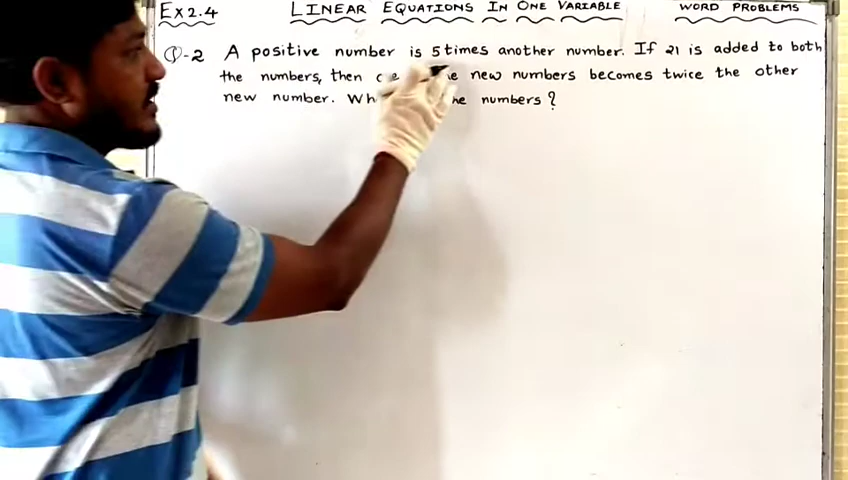 EX 2.4 LINEAR EQUATIONS IN ONE VARIABLE WORD PROBLEMS
Q-2 A positive number is 5 times another number. If 21 is added to both
the numbers, then new numbers becomes twice the other
new number. numbers ?